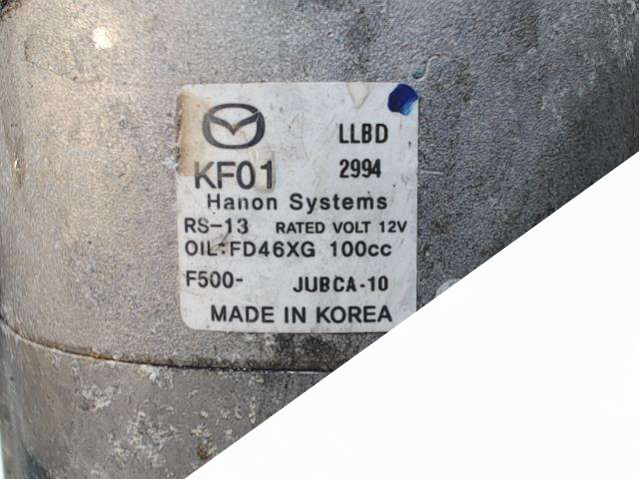 LLBD
KF01 2994
Hanon Systems
RS-13 RATED VOLT 12V
OIL:FD46XG 100cc
F500- JUBCA-10
MADE IN KOREA